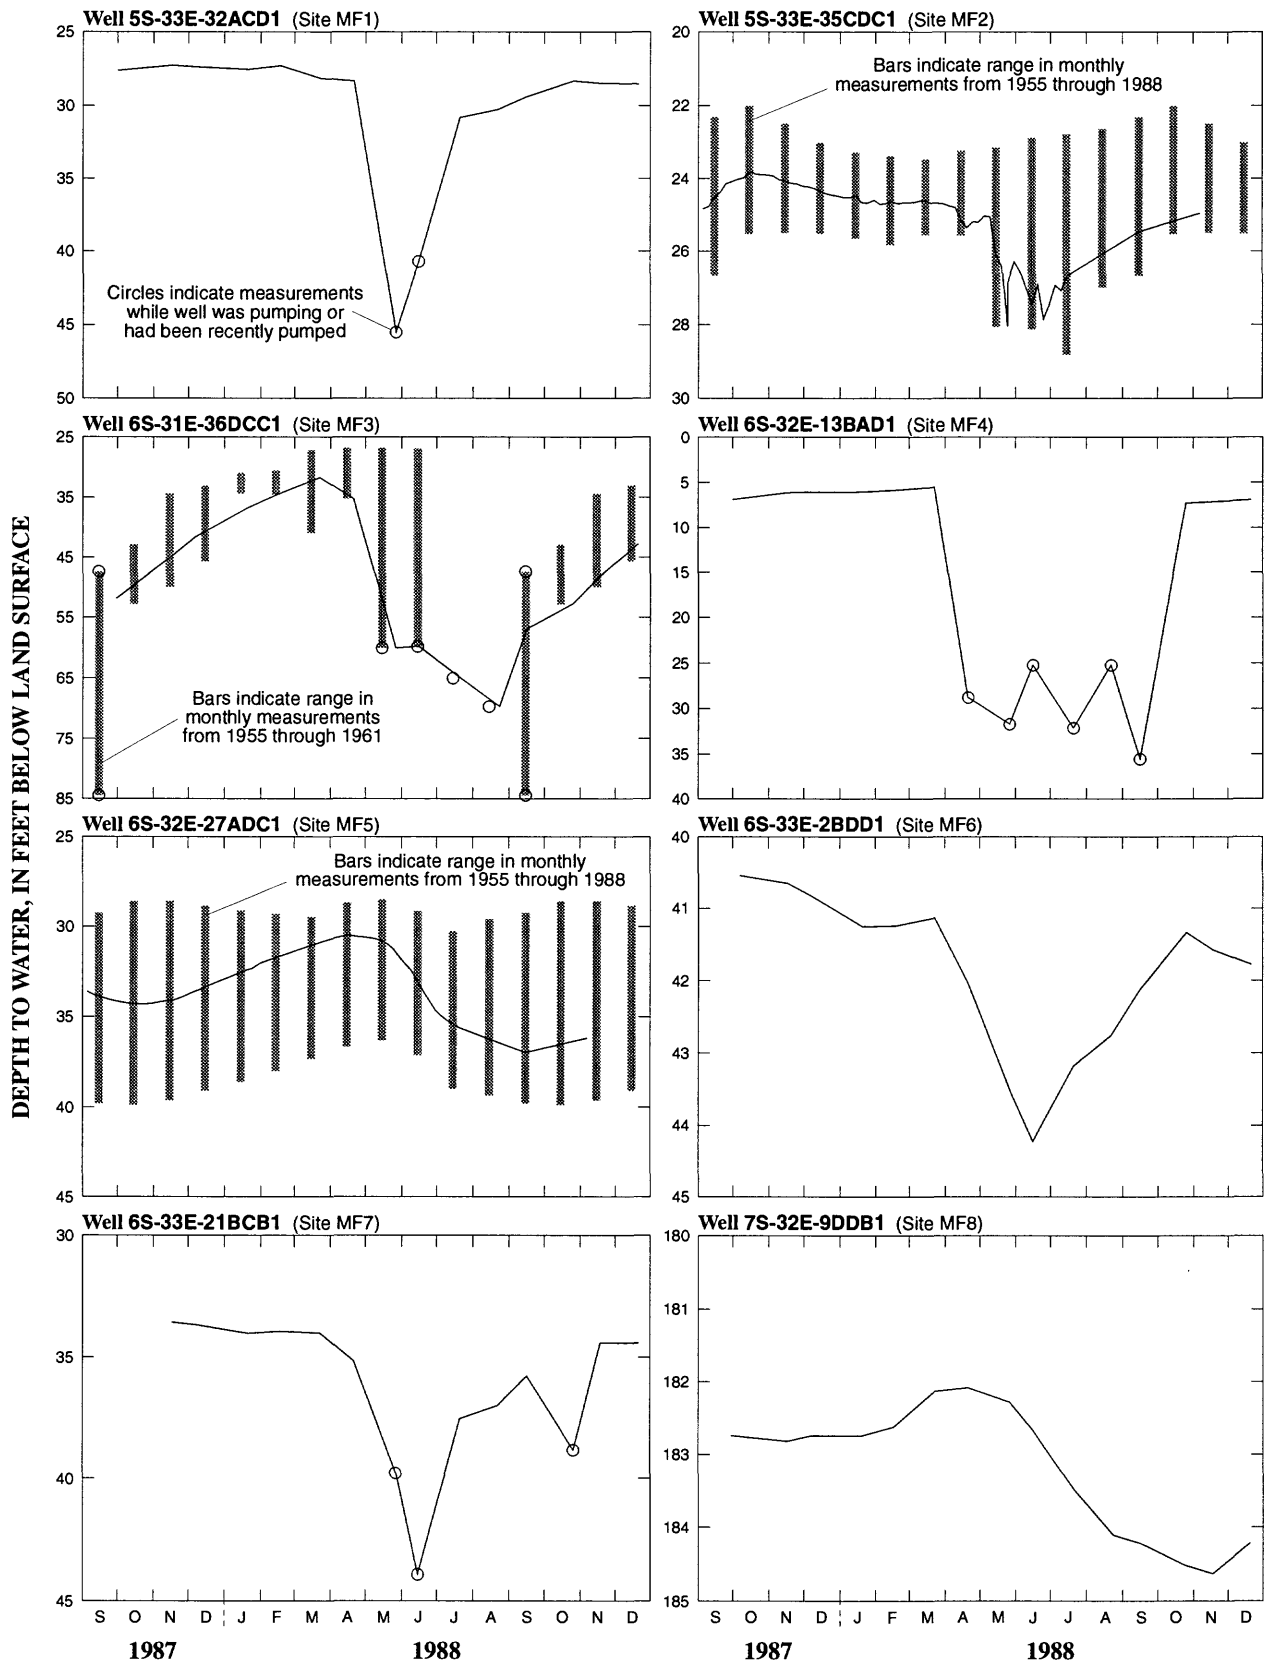 DEPTH TO WATER, IN FEET BELOW LAND SURFACE
Well 5S-33E-32ACD1 (Site MF1)
25
30
35
40
45
50
Circles indicate measurements
while well was pumping or
had been recently pumped
Well 5S-33E-35CDC1 (Site MF2)
20
22
24
26
28
30
Bars indicate range in monthly
measurements from 1955 through 1988
Well 6S-31E-36DCC1 (Site MF3)
25
35
45
55
65
75
85
Bars indicate range in
monthly measurements
from 1955 through 1961
Well 6S-32E-13BAD1 (Site MF4)
0
5
10
15
20
25
30
35
40
Well 6S-32E-27ADC1 (Site MF5)
25
30
35
40
45
Bars indicate range in monthly
measurements from 1955 through 1988
Well 6S-33E-2BDD1 (Site MF6)
40
41
42
43
44
45
Well 6S-33E-21BCB1 (Site MF7)
30
35
40
45
S O N D J F M A M J J A S O N D
1987 1988
Well 7S-32E-9DDB1 (Site MF8)
180
181
182
183
184
185
S O N D J F M A M J J A S O N D
1987 1988